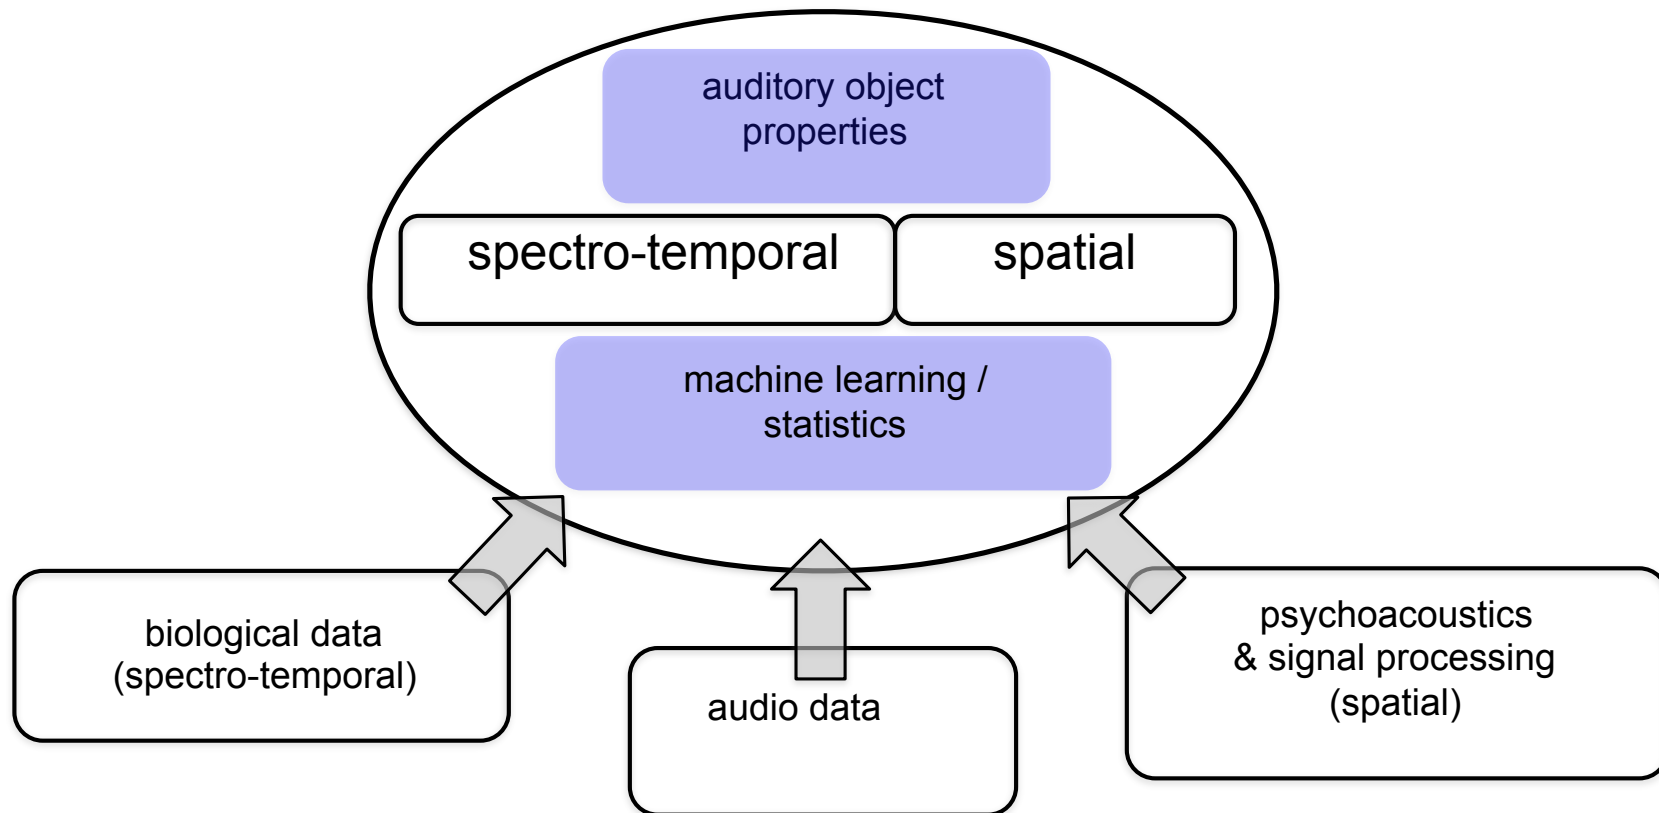 auditory object
properties
spectro-temporal
spatial
machine learning /
statistics
biological data
(spectro-temporal)
audio data
psychoacoustics
& signal processing
(spatial)